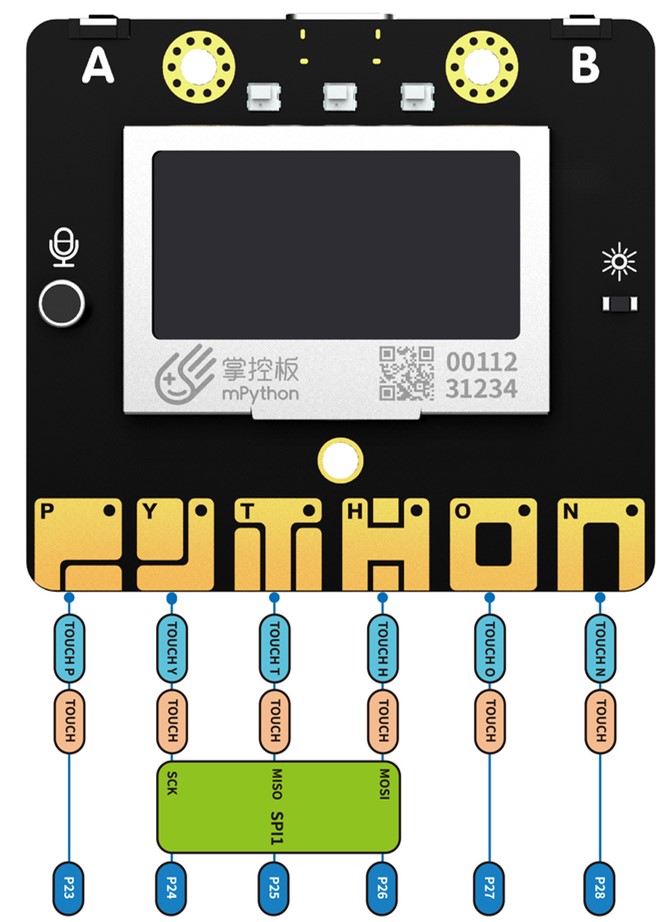 A
B
掌控板
mPython
00112
31234
P
Y
T
H
O
N
TOUCH P
TOUCH Y
TOUCH T
TOUCH H
TOUCH O
TOUCH N
TOUCH
TOUCH
TOUCH
TOUCH
TOUCH
TOUCH
SCK
MISO
MOSI
SPI1
P23
P24
P25
P26
P27
P28